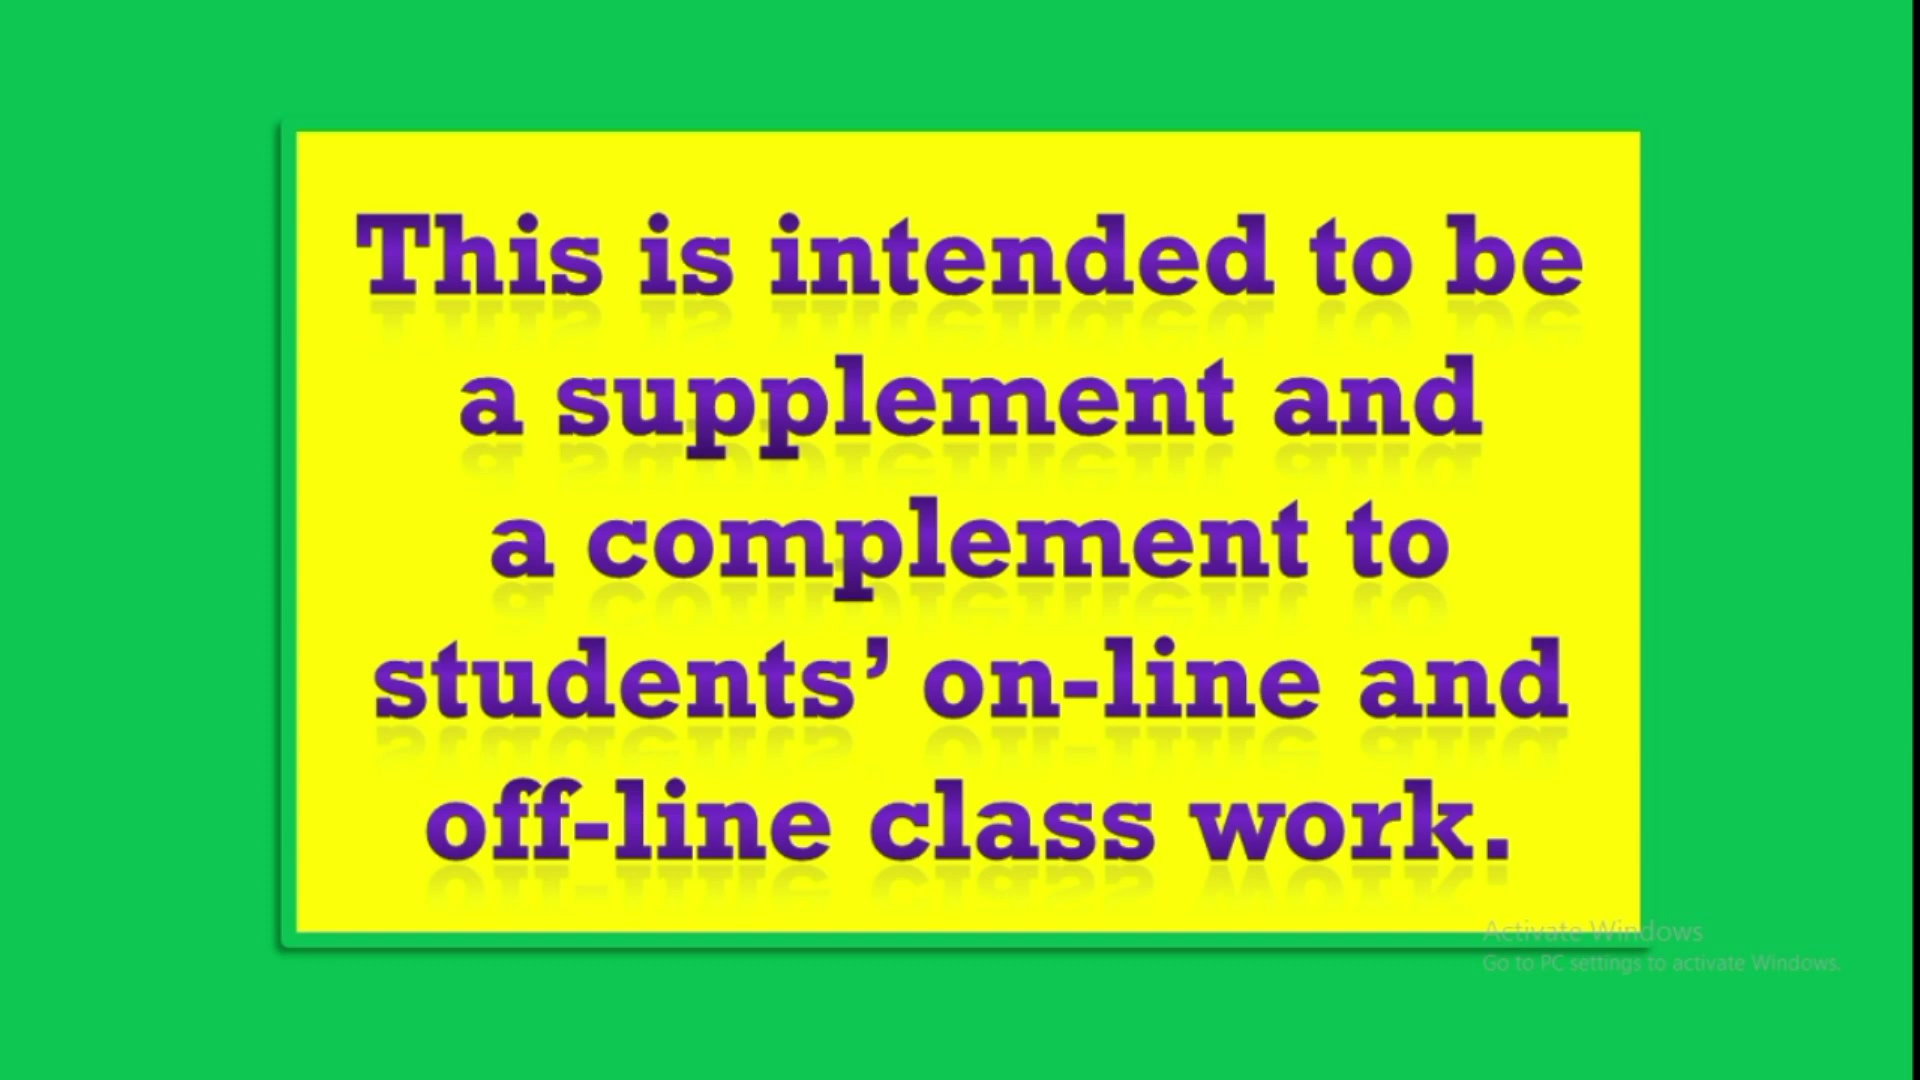 This is intended to be
a supplement and
a complement to
students’ on-line and
off-line class work.
Activate Windows
Go to PC settings to activate Windows.